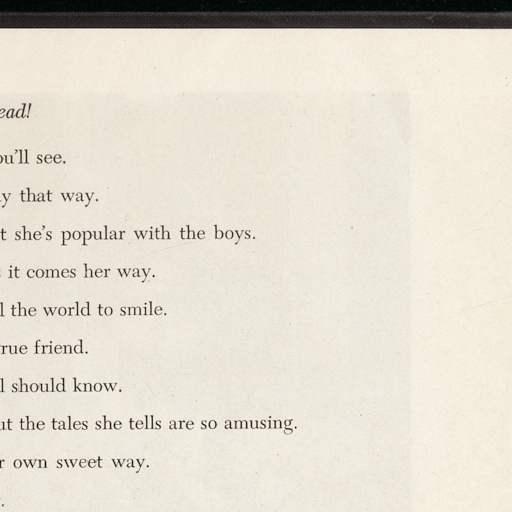 ead!
ou'll see.
y that way.
t she's popular with the boys.
it comes her way.
l the world to smile.
rue friend.
l should know.
ut the tales she tells are so amusing.
r own sweet way.
.